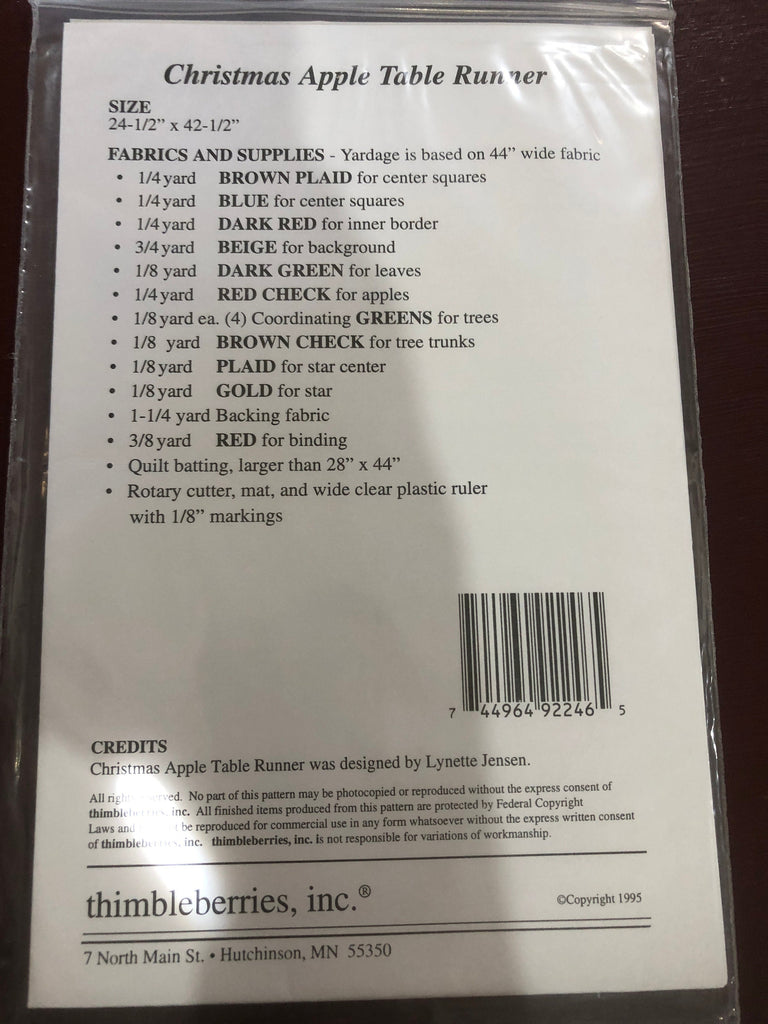 Christmas Apple Table Runner
SIZE
24-1/2” x 42-1/2”
FABRICS AND SUPPLIES - Yardage is based on 44” wide fabric
• 1/4 yard BROWN PLAID for center squares
• 1/4 yard BLUE for center squares
• 1/4 yard DARK RED for inner border
• 3/4 yard BEIGE for background
• 1/8 yard DARK GREEN for leaves
• 1/4 yard RED CHECK for apples
• 1/8 yard ea. (4) Coordinating GREENS for trees
• 1/8 yard BROWN CHECK for tree trunks
• 1/8 yard PLAID for star center
• 1/8 yard GOLD for star
• 1-1/4 yard Backing fabric
• 3/8 yard RED for binding
• Quilt batting, larger than 28” x 44”
• Rotary cutter, mat, and wide clear plastic ruler
with 1/8” markings
7 44964 92246 5
CREDITS
Christmas Apple Table Runner was designed by Lynette Jensen.
All No part of this pattern may be photocopied or reproduced without the express consent of
inc. All finished items produced from this pattern are protected by Federal Copyright
Laws and be reproduced for commercial use in any form whatsoever without the express written consent
of inc. thimbleberries, inc. is not responsible for variations of workmanship.
thimbleberries, inc.®
©Copyright 1995
7 North Main St. • Hutchinson, MN 55350